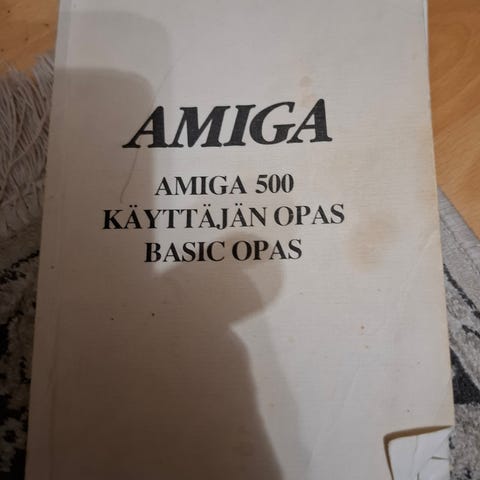 AMIGA
AMIGA 500
KÄYTTÄJÄN OPAS
BASIC OPAS